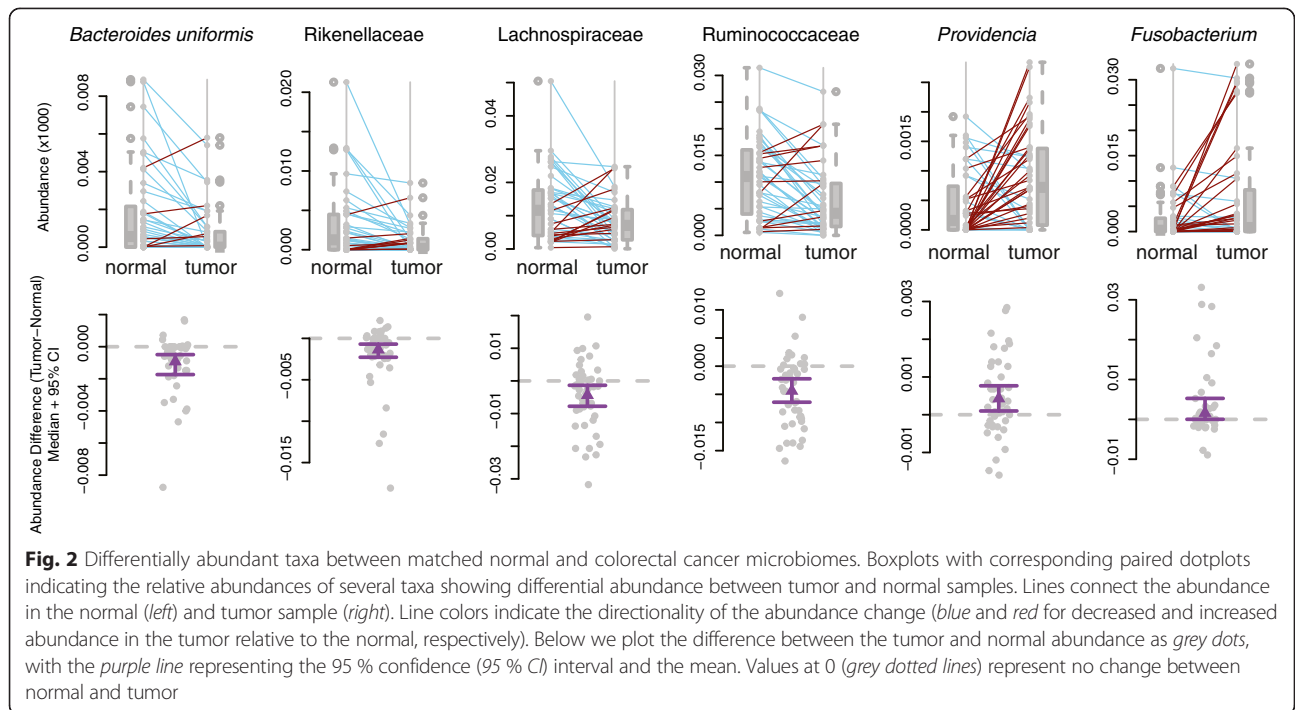 Bacteroides uniformis Rikenellaceae Lachnospiraceae Ruminococcaceae Providencia Fusobacterium
Abundance (x1000)
0.000 0.004 0.008
0.000 0.010 0.020
0.00 0.02 0.04
0.000 0.015 0.030
0.0000 0.0015
0.000 0.015 0.030
normal tumor normal tumor normal tumor normal tumor normal tumor normal tumor
Abundance Difference (Tumor−Normal)
Median + 95% CI
−0.008 −0.004 0.000
−0.015 −0.005
−0.03 −0.01 0.01
−0.015 0.000 0.010
−0.001 0.001 0.003
−0.01 0.01 0.03
Fig. 2 Differentially abundant taxa between matched normal and colorectal cancer microbiomes. Boxplots with corresponding paired dotplots
indicating the relative abundances of several taxa showing differential abundance between tumor and normal samples. Lines connect the abundance
in the normal (left) and tumor sample (right). Line colors indicate the directionality of the abundance change (blue and red for decreased and increased
abundance in the tumor relative to the normal, respectively). Below we plot the difference between the tumor and normal abundance as grey dots,
with the purple line representing the 95 % confidence (95 % CI) interval and the mean. Values at 0 (grey dotted lines) represent no change between
normal and tumor